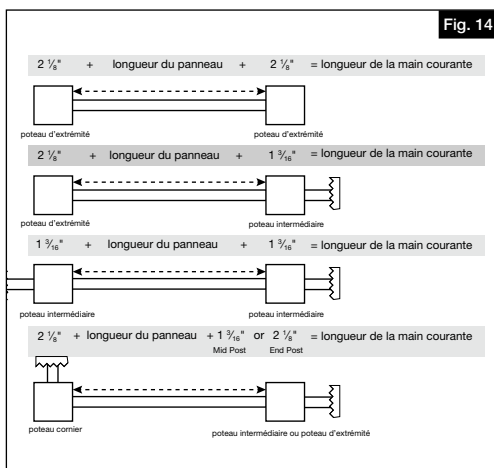 Fig. 14
2 ⅛" + longueur du panneau + 2 ⅛" = longueur de la main courante
poteau d'extrémité poteau d'extrémité
2 ⅛" + longueur du panneau + 1 3⁄16" = longueur de la main courante
poteau d'extrémité poteau intermédiaire
1 3⁄16" + longueur du panneau + 1 3⁄16" = longueur de la main courante
poteau intermédiaire poteau intermédiaire
2 ⅛" + longueur du panneau + 1 3⁄16" or 2 ⅛" = longueur de la main courante
Mid Post End Post
poteau cornier poteau intermédiaire ou poteau d'extrémité